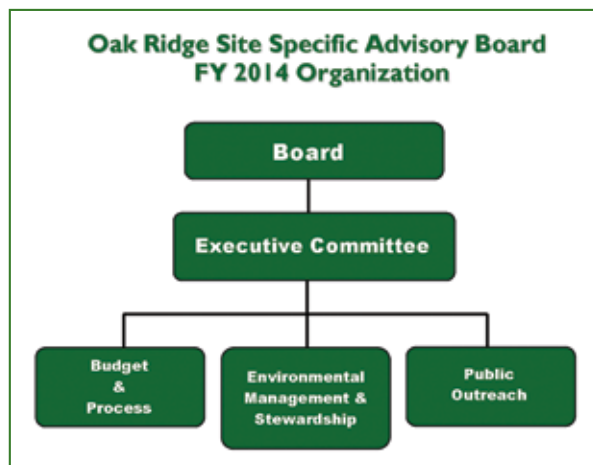 Oak Ridge Site Specific Advisory Board
FY 2014 Organization
Board
Executive Committee
Budget
&
Process
Environmental
Management &
Stewardship
Public
Outreach